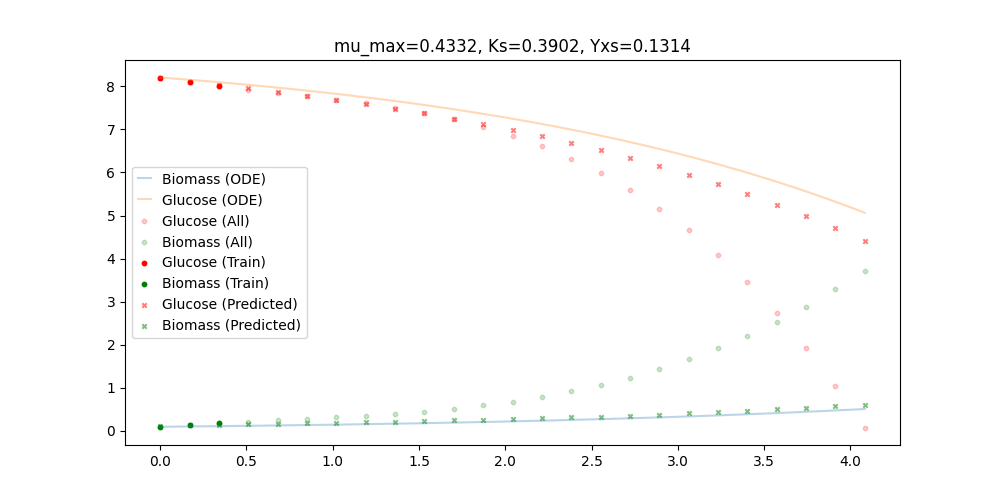 mu_max=0.4332, Ks=0.3902, Yxs=0.1314
8
7
6
5
4
3
2
1
0
Biomass (ODE)
Glucose (ODE)
Glucose (All)
Biomass (All)
Glucose (Train)
Biomass (Train)
Glucose (Predicted)
Biomass (Predicted)
0.0 0.5 1.0 1.5 2.0 2.5 3.0 3.5 4.0